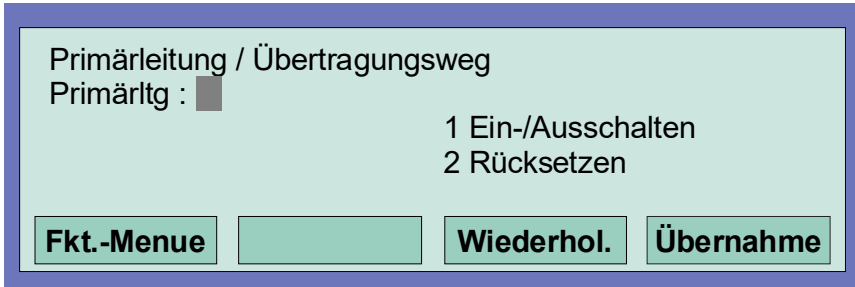 Primärleitung / Übertragungsweg
Primärltg :
1 Ein-/Ausschalten
2 Rücksetzen
Fkt.-Menue Wiederhol. Übernahme